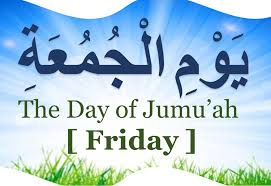 يَوْمِ الْجُمُعَةِ
The Day of Jumu’ah
[ Friday ]